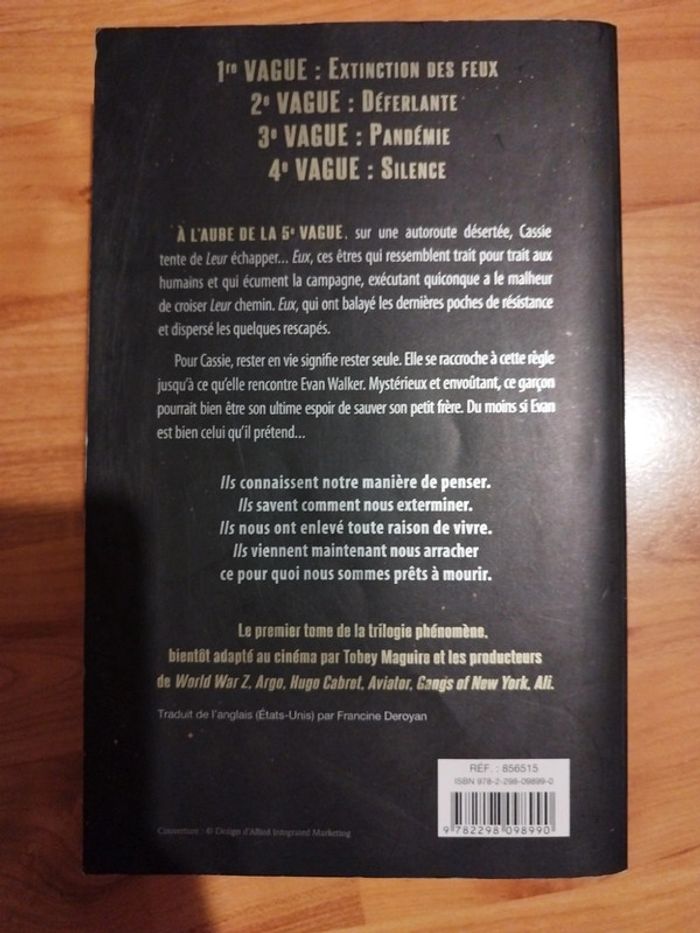 1re VAGUE : EXTINCTION DES FEUX
2e VAGUE : DÉFERLANTE
3e VAGUE : PANDÉMIE
4e VAGUE : SILENCE
À L'AUBE DE LA 5e VAGUE, sur une autoroute désertée, Cassie
tente de Leur échapper... Eux, ces êtres qui ressemblent trait pour trait aux
humains et qui écument la campagne, exécutant quiconque a le malheur
de croiser Leur chemin. Eux, qui ont balayé les dernières poches de résistance
et dispersé les quelques rescapés.
Pour Cassie, rester en vie signifie rester seule. Elle se raccroche à cette règle
jusqu'à ce qu'elle rencontre Evan Walker. Mystérieux et envoûtant, ce garçon
pourrait bien être son ultime espoir de sauver son petit frère. Du moins si Evan
est bien celui qu'il prétend...
Ils connaissent notre manière de penser.
Ils savent comment nous exterminer.
Ils nous ont enlevé toute raison de vivre.
Ils viennent maintenant nous arracher
ce pour quoi nous sommes prêts à mourir.
Le premier tome de la trilogie phénomène,
bientôt adapté au cinéma par Tobey Maguire et les producteurs
de World War Z, Argo, Hugo Cabret, Aviator, Gangs of New York, Ali.
Traduit de l'anglais (États-Unis) par Francine Deroyan
RÉF. : 856515
ISBN 978-2-298-09899-0
9 782298 098990
Couverture : © Design d'Allied Integrated Marketing